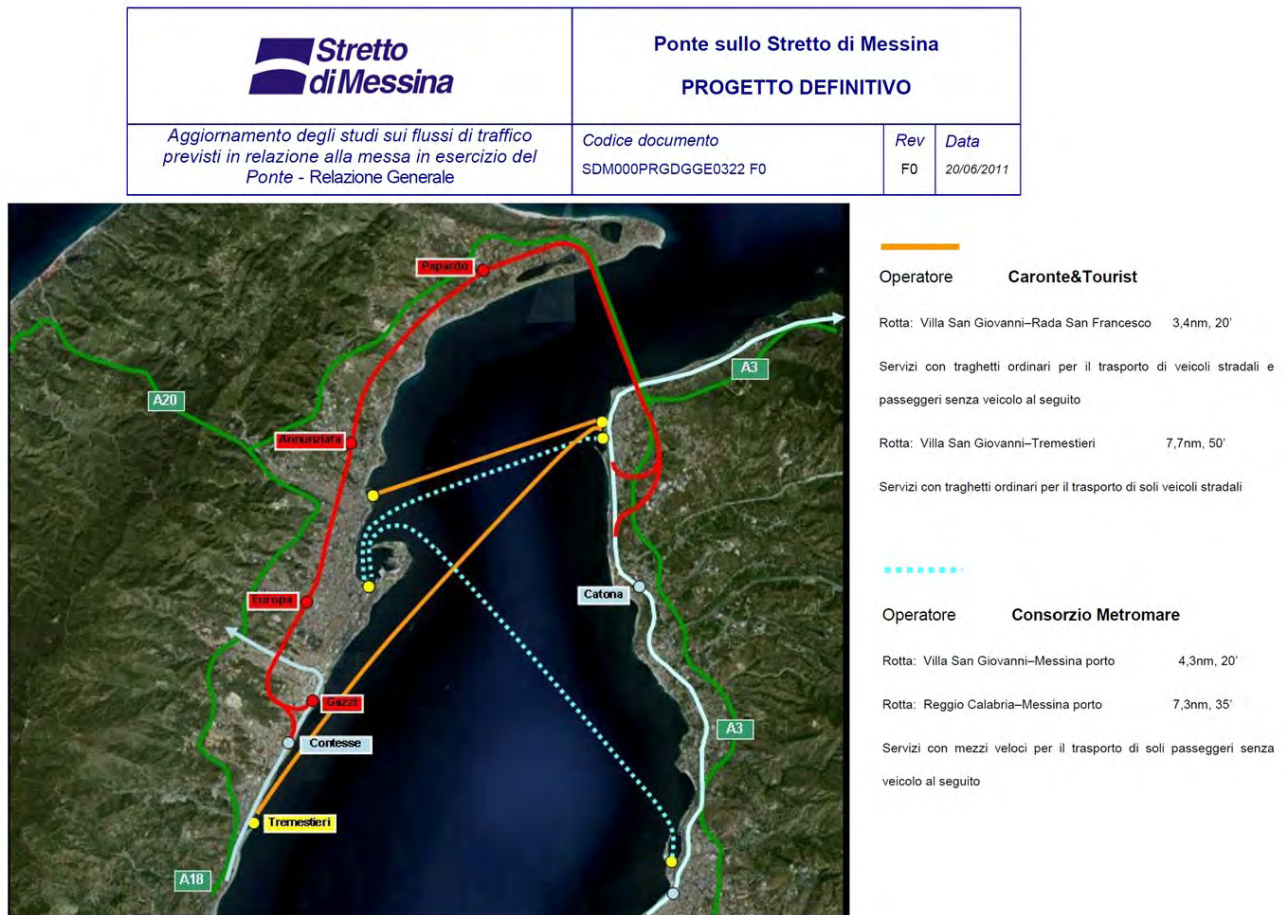 Stretto
di Messina
Ponte sullo Stretto di Messina
PROGETTO DEFINITIVO
Aggiornamento degli studi sui flussi di traffico
previsti in relazione alla messa in esercizio del
Ponte - Relazione Generale
Codice documento
SDM000PRGDGGE0322 F0
Rev
F0
Data
20/06/2011
Papardo
A3
A20
Annunziata
Catona
Europa
Gazzi
A3
Contesse
Tremestieri
A18
Operatore Caronte&Tourist
Rotta: Villa San Giovanni–Rada San Francesco 3,4nm, 20'
Servizi con traghetti ordinari per il trasporto di veicoli stradali e
passeggeri senza veicolo al seguito
Rotta: Villa San Giovanni–Tremestieri 7,7nm, 50'
Servizi con traghetti ordinari per il trasporto di soli veicoli stradali
Operatore Consorzio Metromare
Rotta: Villa San Giovanni–Messina porto 4,3nm, 20'
Rotta: Reggio Calabria–Messina porto 7,3nm, 35'
Servizi con mezzi veloci per il trasporto di soli passeggeri senza
veicolo al seguito